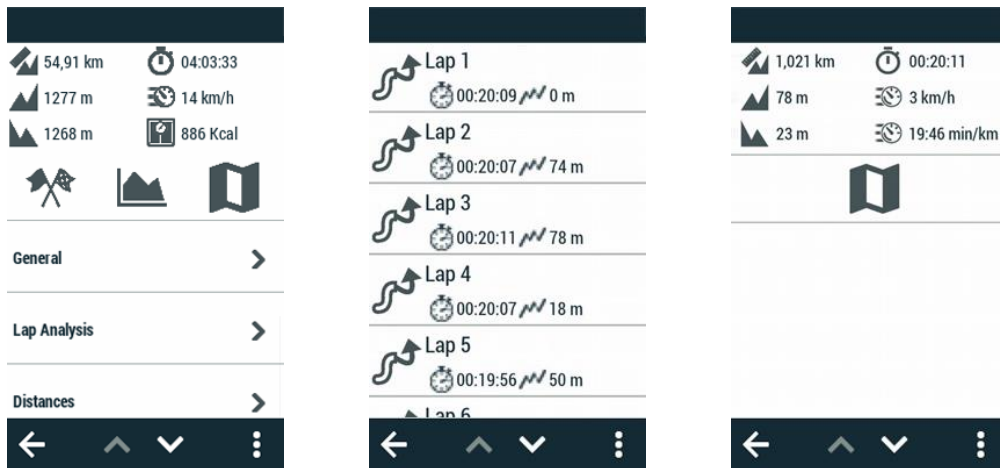 54,91 km 04:03:33
1277 m 14 km/h
1268 m 886 Kcal
General
Lap Analysis
Distances
Lap 1
00:20:09 0 m
Lap 2
00:20:07 74 m
Lap 3
00:20:11 78 m
Lap 4
00:20:07 18 m
Lap 5
00:19:56 50 m
Lap 6
1,021 km 00:20:11
78 m 3 km/h
23 m 19:46 min/km